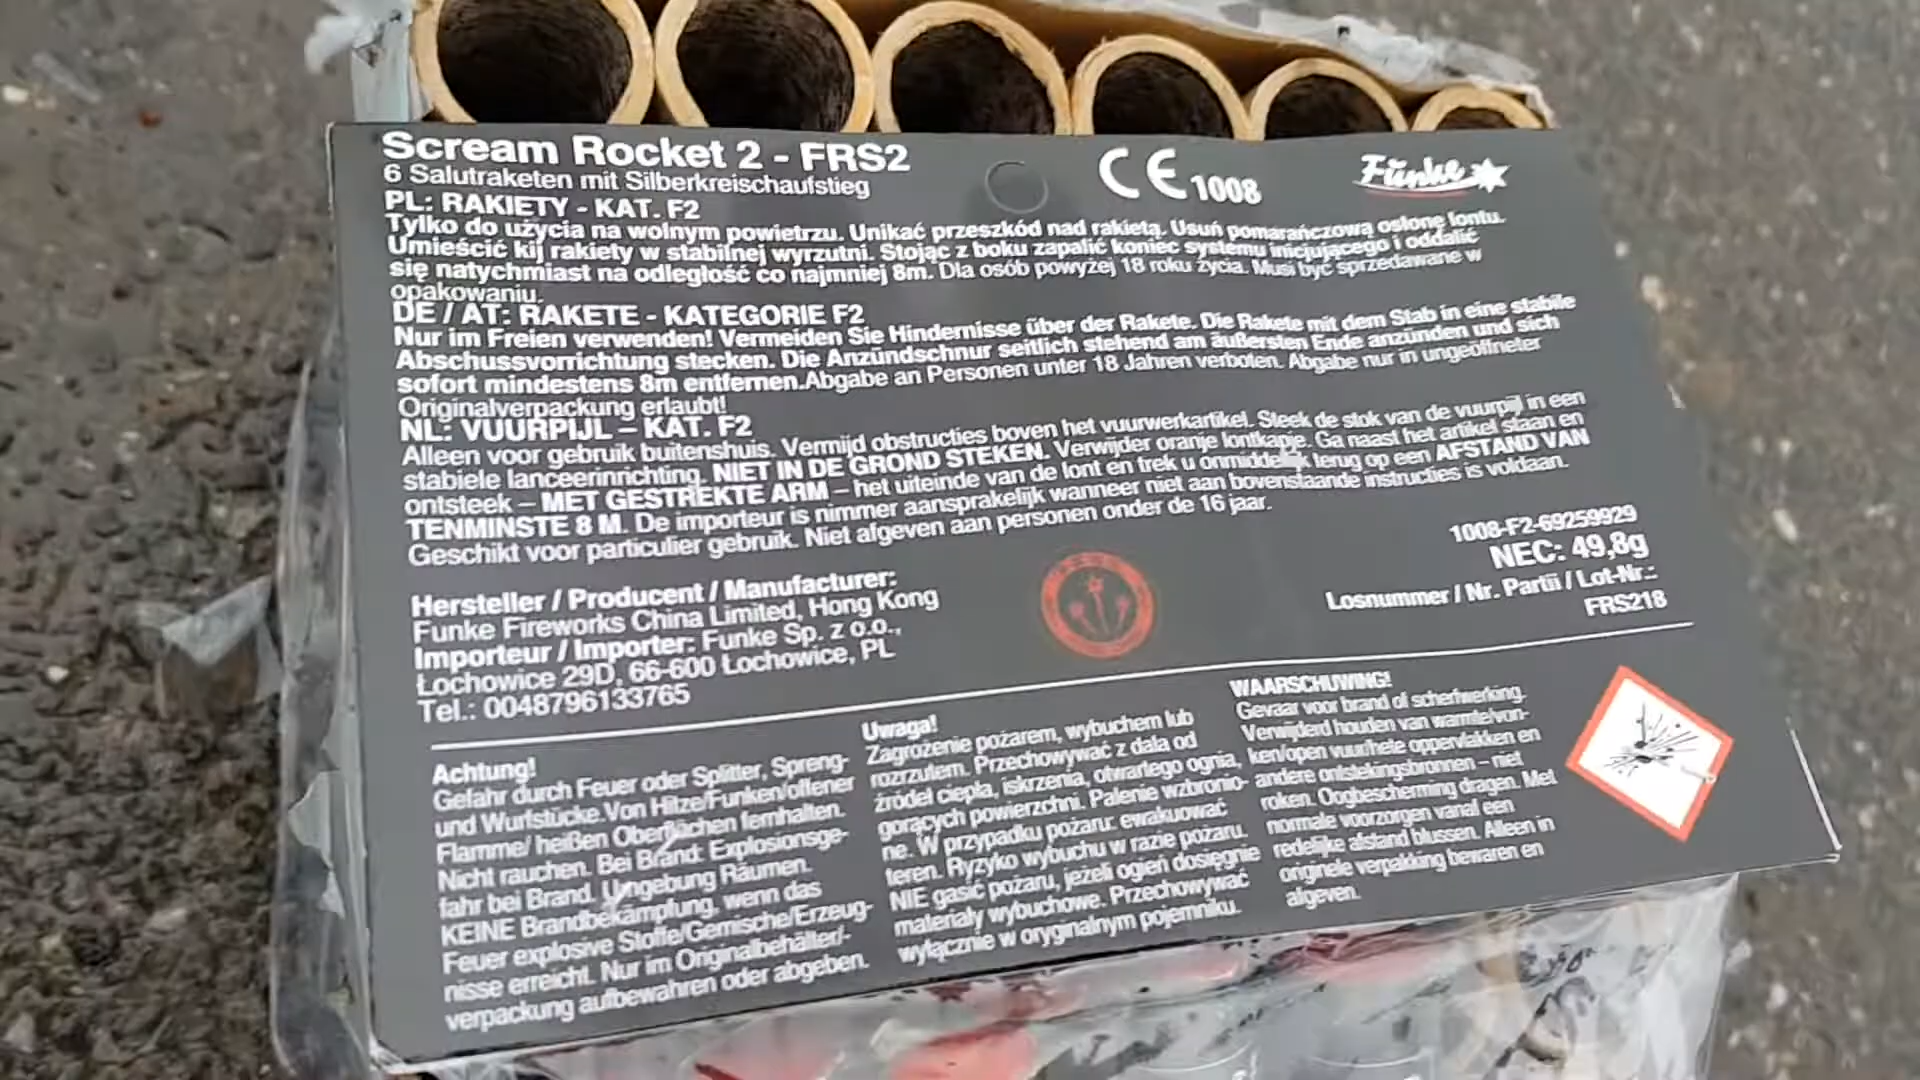 Scream Rocket 2 - FRS2
6 Salutraketen mit Silberkreischaufstieg
CE 1008
Funke
PL: RAKIETY - KAT. F2
Tylko do użycia na wolnym powietrzu. Unikać przeszkód nad rakietą. Usuń pomarańczową osłonę lontu.
Umieścić kij rakiety w stabilnej wyrzutni. Stojąc z boku zapalić koniec systemu inicjującego i oddalić
się natychmiast na odległość co najmniej 8m. Dla osób powyżej 18 roku życia. Musi być sprzedawane w
opakowaniu.
DE / AT: RAKETE - KATEGORIE F2
Nur im Freien verwenden! Vermeiden Sie Hindernisse über der Rakete. Die Rakete mit dem Stab in eine stabile
Abschussvorrichtung stecken. Die Anzündschnur seitlich stehend am äußersten Ende anzünden und sich
sofort mindestens 8m entfernen.Abgabe an Personen unter 18 Jahren verboten. Abgabe nur in ungeöffneter
Originalverpackung erlaubt!
NL: VUURPIJL – KAT. F2
Alleen voor gebruik buitenshuis. Vermijd obstructies boven het vuurwerkartikel. Steek de stok van de vuurpijl in een
stabiele lanceerinrichting. NIET IN DE GROND STEKEN. Verwijder oranje lontkapje. Ga naast het artikel staan en
ontsteek – MET GESTREKTE ARM – het uiteinde van de lont en trek u onmiddellijk terug op een AFSTAND VAN
TENMINSTE 8 M. De importeur is nimmer aansprakelijk wanneer niet aan bovenstaande instructies is voldaan.
Geschikt voor particulier gebruik. Niet afgeven aan personen onder de 16 jaar.
1008-F2-69259929
NEC: 49,8g
Losnummer / Nr. Partii / Lot-Nr.:
FRS218
Hersteller / Producent / Manufacturer:
Funke Fireworks China Limited, Hong Kong
Importeur / Importer: Funke Sp. z o.o.,
Łochowice 29D, 66-600 Łochowice, PL
Tel.: 0048796133765
Achtung!
Gefahr durch Feuer oder Splitter, Spreng-
und Wurfstücke.Von Hitze/Funken/offener
Flamme/ heißen Oberflächen fernhalten.
Nicht rauchen. Bei Brand: Explosionsge-
fahr bei Brand. Umgebung Räumen.
KEINE Brandbekämpfung, wenn das
Feuer explosive Stoffe/Gemische/Erzeug-
nisse erreicht. Nur im Originalbehälter/-
verpackung aufbewahren oder abgeben.
Uwaga!
Zagrożenie pożarem, wybuchem lub
rozrzutem. Przechowywać z dala od
źródeł ciepła, iskrzenia, otwartego ognia,
gorących powierzchni. Palenie wzbronio-
ne. W przypadku pożaru: ewakuować
teren. Ryzyko wybuchu w razie pożaru.
NIE gasić pożaru, jeżeli ogień dosięgnie
materiały wybuchowe. Przechowywać
wyłącznie w oryginalnym pojemniku.
WAARSCHUWING!
Gevaar voor brand of scherfwerking.
Verwijderd houden van warmte/von-
ken/open vuur/hete oppervlakken en
andere ontstekingsbronnen – niet
roken. Oogbescherming dragen. Met
normale voorzorgen vanaf een
redelijke afstand blussen. Alleen in
originele verpakking bewaren en
afgeven.